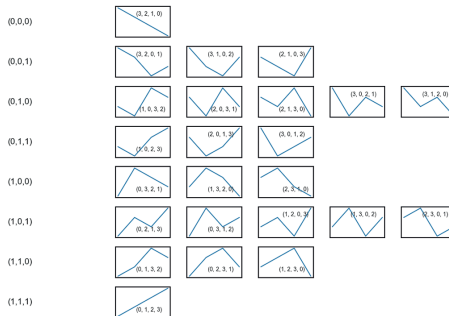 (0,0,0) (3, 2, 1, 0)
(0,0,1) (3, 2, 0, 1) (3, 1, 0, 2) (2, 1, 0, 3)
(0,1,0) (1, 0, 3, 2) (2, 0, 3, 1) (2, 1, 3, 0) (3, 0, 2, 1) (3, 1, 2, 0)
(0,1,1) (1, 0, 2, 3) (2, 0, 1, 3) (3, 0, 1, 2)
(1,0,0) (0, 3, 2, 1) (1, 3, 2, 0) (2, 3, 1, 0)
(1,0,1) (0, 2, 1, 3) (0, 3, 1, 2) (1, 2, 0, 3) (1, 3, 0, 2) (2, 3, 0, 1)
(1,1,0) (0, 1, 3, 2) (0, 2, 3, 1) (1, 2, 3, 0)
(1,1,1) (0, 1, 2, 3)